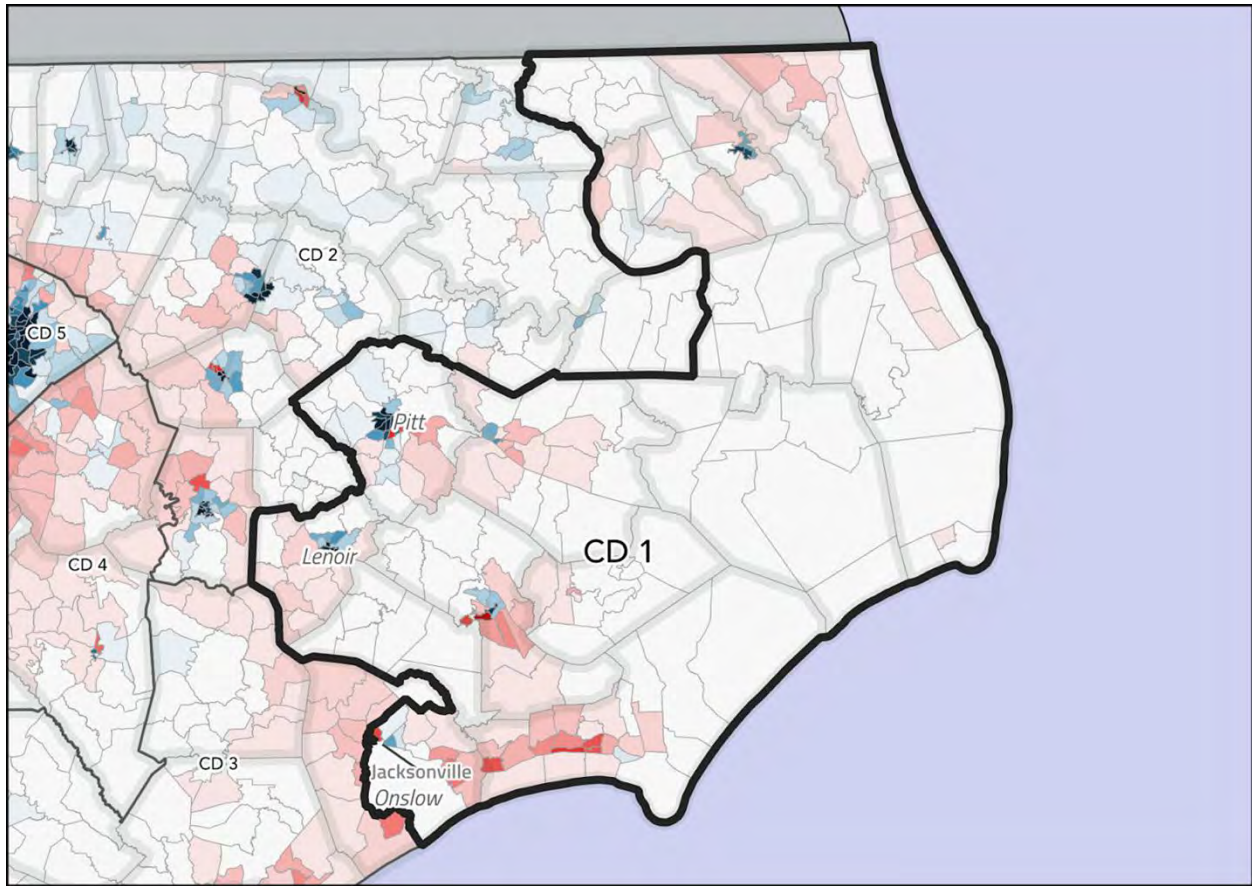 CD 2
CD 5
Pitt
CD 1
Lenoir
CD 4
CD 3
Jacksonville
Onslow